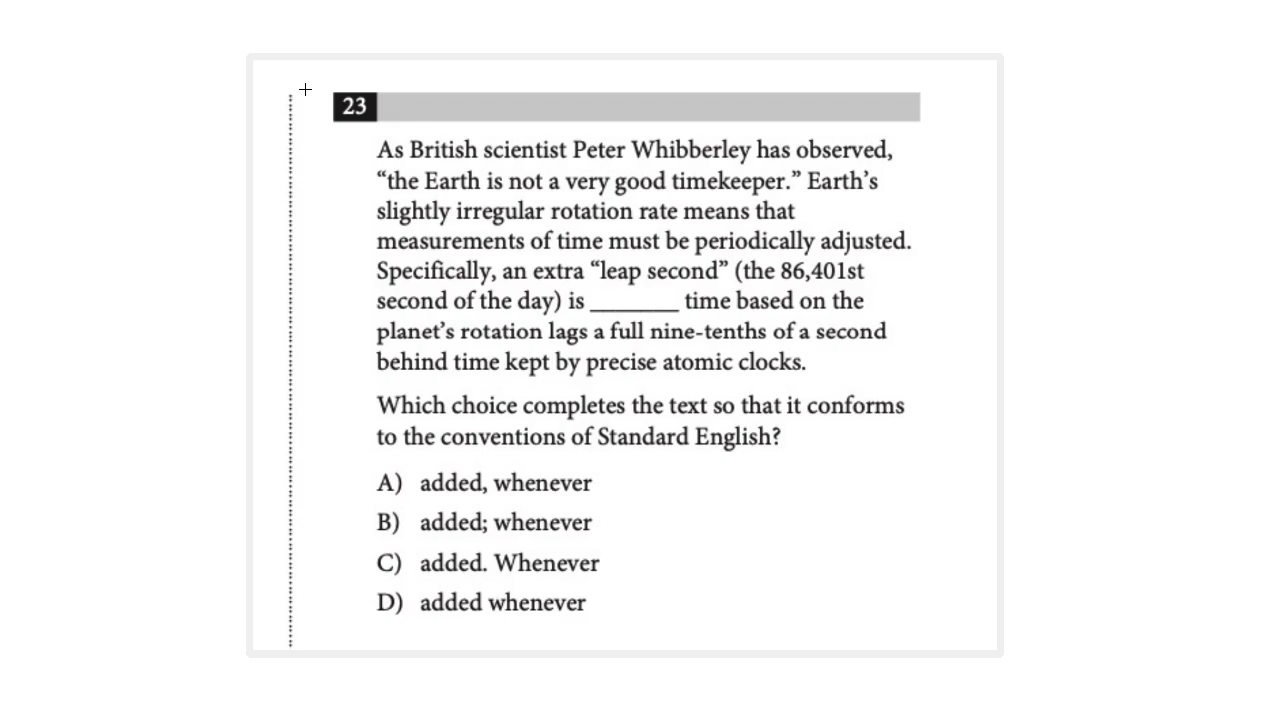 23
As British scientist Peter Whibberley has observed,
“the Earth is not a very good timekeeper.” Earth’s
slightly irregular rotation rate means that
measurements of time must be periodically adjusted.
Specifically, an extra “leap second” (the 86,401st
second of the day) is ________ time based on the
planet’s rotation lags a full nine-tenths of a second
behind time kept by precise atomic clocks.
Which choice completes the text so that it conforms
to the conventions of Standard English?
A) added, whenever
B) added; whenever
C) added. Whenever
D) added whenever